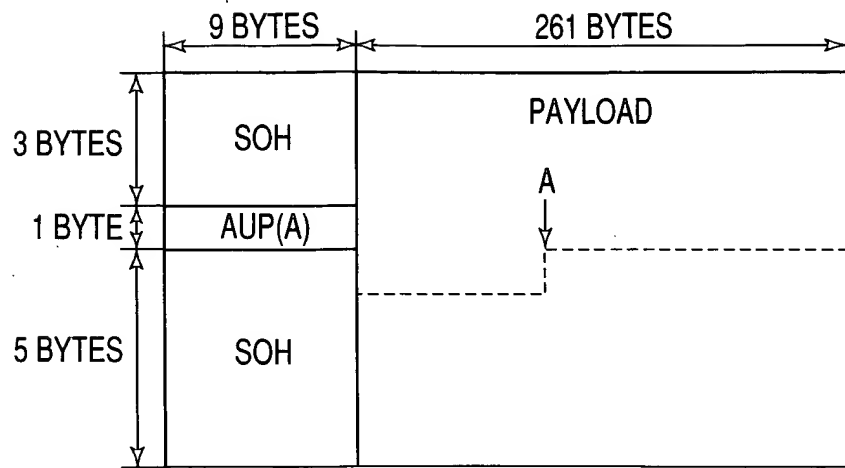 9 BYTES
261 BYTES
PAYLOAD
3 BYTES
SOH
A
1 BYTE
AUP(A)
5 BYTES
SOH